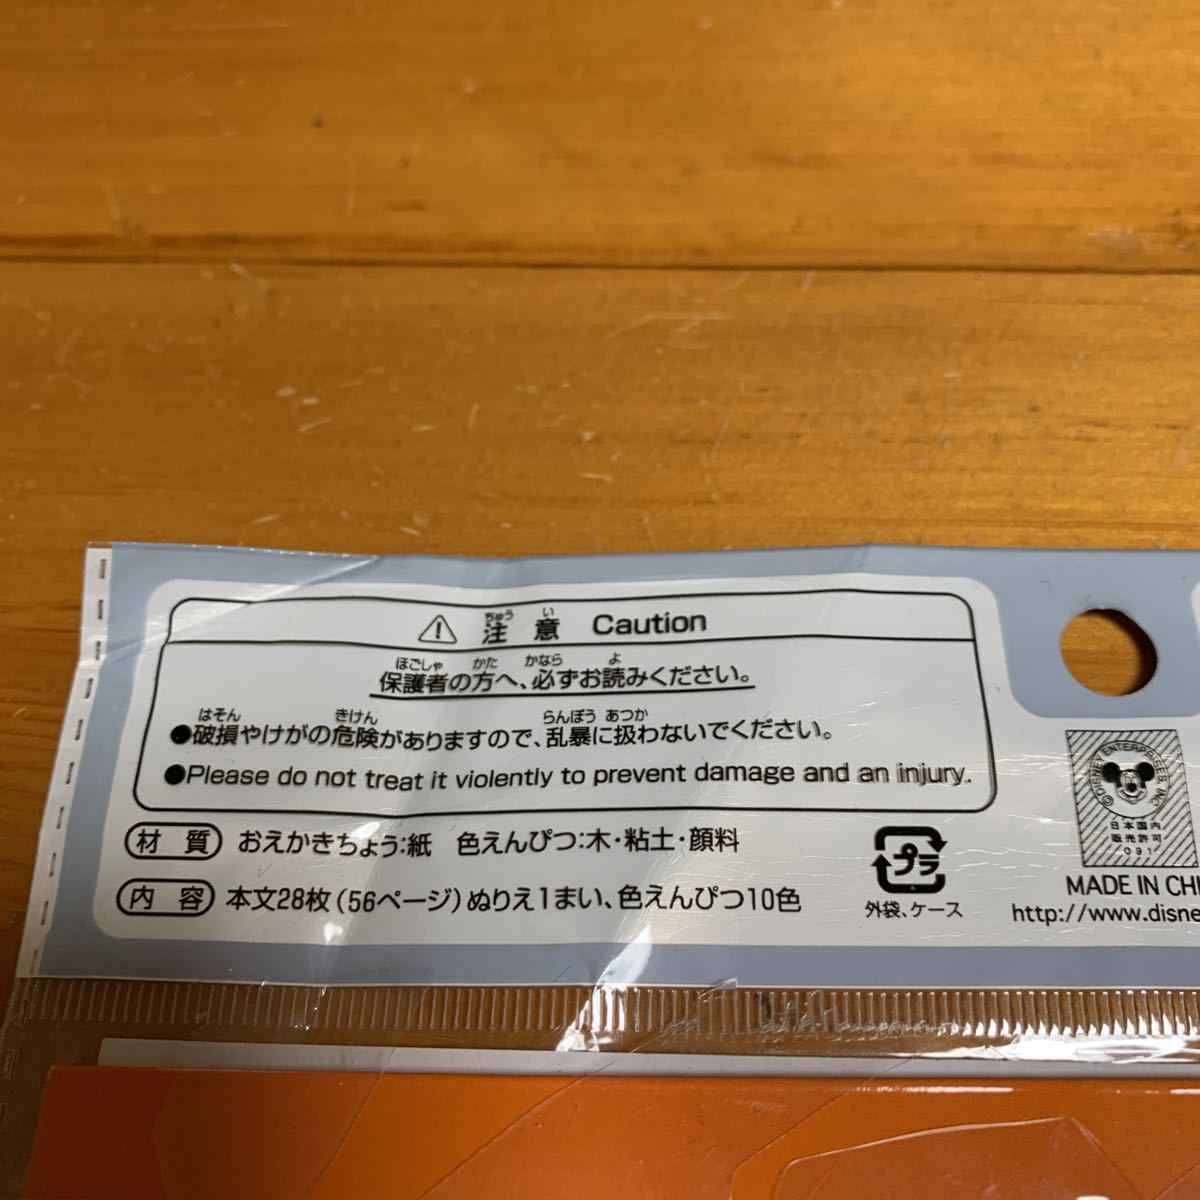 ちゅう い
⚠ 注 意 Caution
ほごしゃ かた かなら よ
保護者の方へ、必ずお読みください。
はそん きけん らんぼう あつか
●破損やけがの危険がありますので、乱暴に扱わないでください。
●Please do not treat it violently to prevent damage and an injury.
材 質 おえかきちょう:紙 色えんぴつ:木・粘土・顔料
内 容 本文28枚(56ページ)ぬりえ1まい、色えんぴつ10色
プラ
外袋、ケース
©DISNEY ENTERPRISES, INC.
日本国内
販売許可
091
MADE IN CHI
http://www.disne